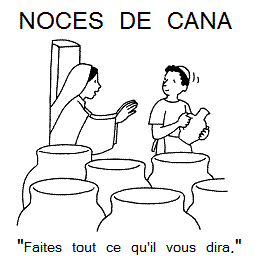 NOCES DE CANA
"Faites tout ce qu'il vous dira."